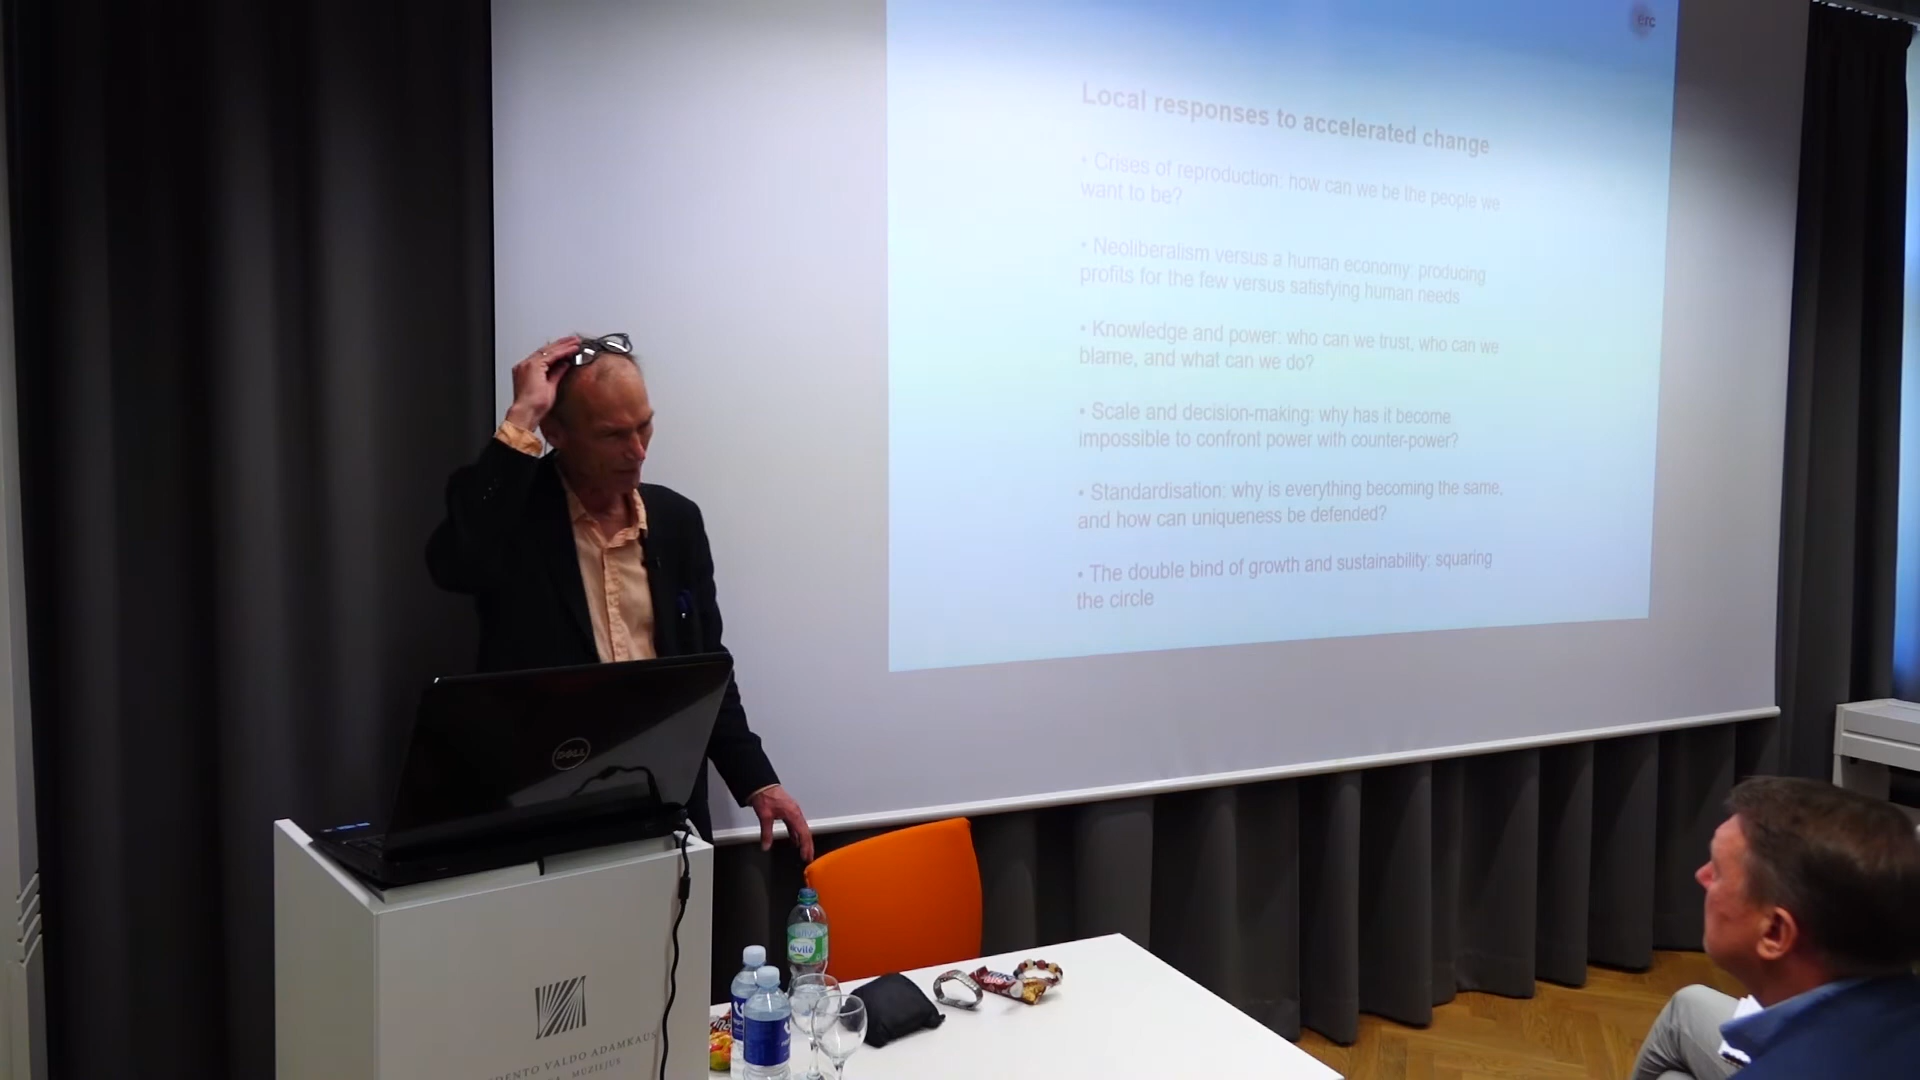 erc
Local responses to accelerated change
• Crises of reproduction: how can we be the people we
want to be?
• Neoliberalism versus a human economy: producing
profits for the few versus satisfying human needs
• Knowledge and power: who can we trust, who can we
blame, and what can we do?
• Scale and decision-making: why has it become
impossible to confront power with counter-power?
• Standardisation: why is everything becoming the same,
and how can uniqueness be defended?
• The double bind of growth and sustainability: squaring
the circle
DELL
VALDO ADAMKAUS
MUZIEJUS